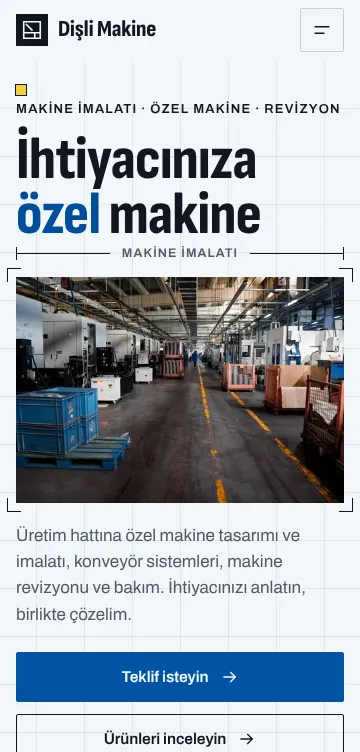 Dişli Makine
MAKİNE İMALATI · ÖZEL MAKİNE · REVİZYON
İhtiyacınıza
özel makine
MAKİNE İMALATI
Üretim hattına özel makine tasarımı ve
imalatı, konveyör sistemleri, makine
revizyonu ve bakım. İhtiyacınızı anlatın,
birlikte çözelim.
Teklif isteyin →
Ürünleri inceleyin →